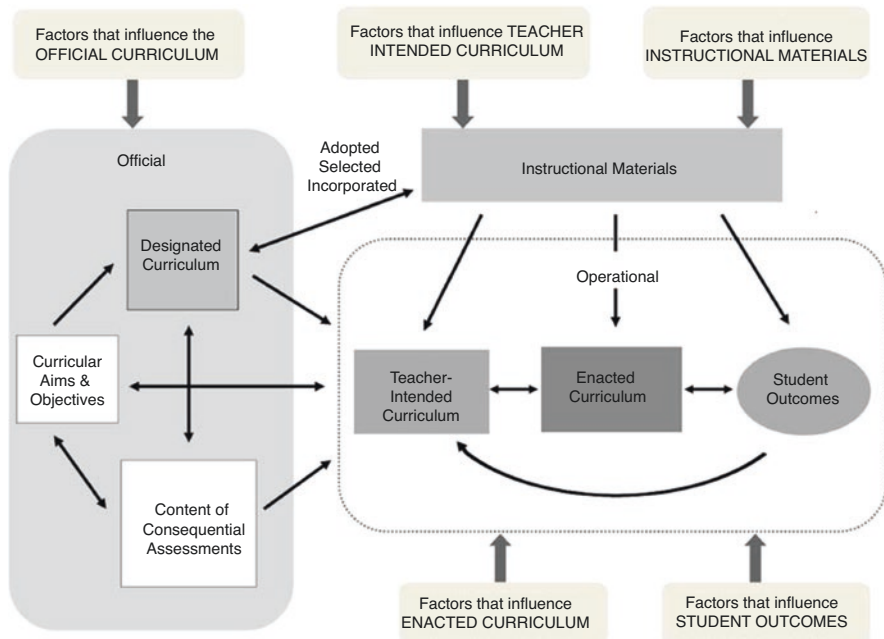 Factors that influence the
OFFICIAL CURRICULUM
Factors that influence TEACHER
INTENDED CURRICULUM
Factors that influence
INSTRUCTIONAL MATERIALS
Official
Adopted
Selected
Incorporated
Instructional Materials
Designated
Curriculum
Operational
Curricular
Aims &
Objectives
Teacher-
Intended
Curriculum
Enacted
Curriculum
Student
Outcomes
Content of
Consequential
Assessments
Factors that influence
ENACTED CURRICULUM
Factors that influence
STUDENT OUTCOMES